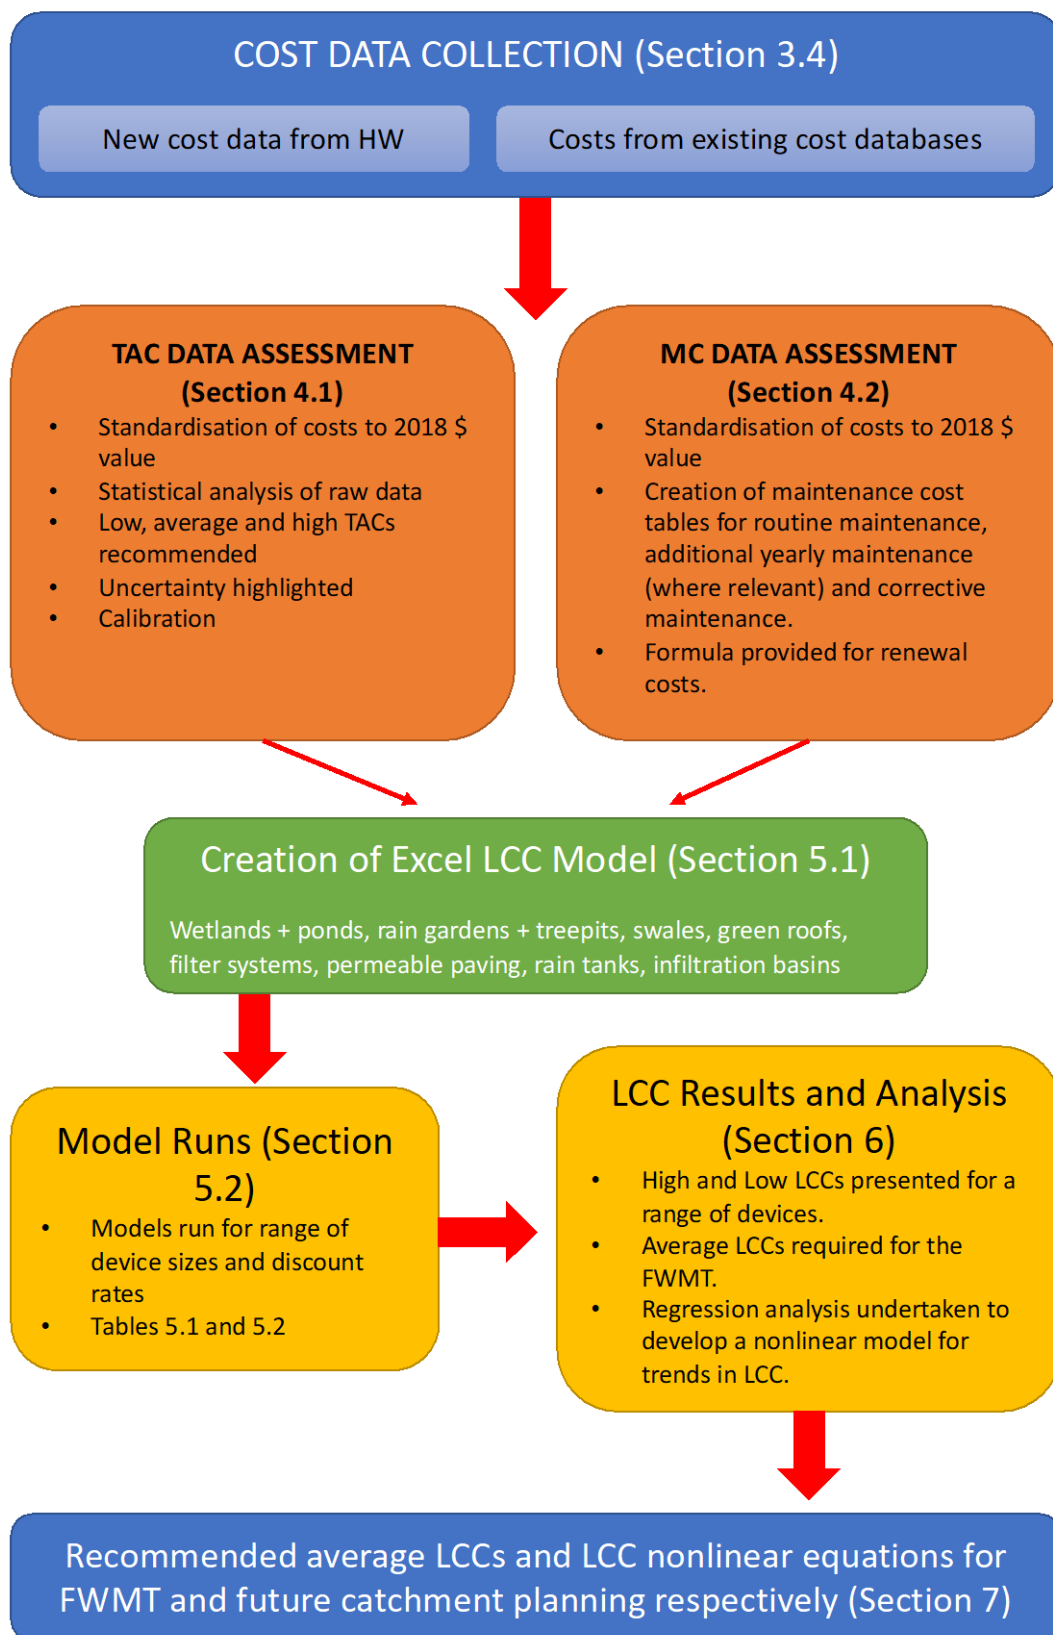 COST DATA COLLECTION (Section 3.4)
New cost data from HW
Costs from existing cost databases
TAC DATA ASSESSMENT
(Section 4.1)
• Standardisation of costs to 2018 $
value
• Statistical analysis of raw data
• Low, average and high TACs
recommended
• Uncertainty highlighted
• Calibration
MC DATA ASSESSMENT
(Section 4.2)
• Standardisation of costs to 2018 $
value
• Creation of maintenance cost
tables for routine maintenance,
additional yearly maintenance
(where relevant) and corrective
maintenance.
• Formula provided for renewal
costs.
Creation of Excel LCC Model (Section 5.1)
Wetlands + ponds, rain gardens + treepits, swales, green roofs,
filter systems, permeable paving, rain tanks, infiltration basins
Model Runs (Section
5.2)
• Models run for range of
device sizes and discount
rates
• Tables 5.1 and 5.2
LCC Results and Analysis
(Section 6)
• High and Low LCCs presented for a
range of devices.
• Average LCCs required for the
FWMT.
• Regression analysis undertaken to
develop a nonlinear model for
trends in LCC.
Recommended average LCCs and LCC nonlinear equations for
FWMT and future catchment planning respectively (Section 7)